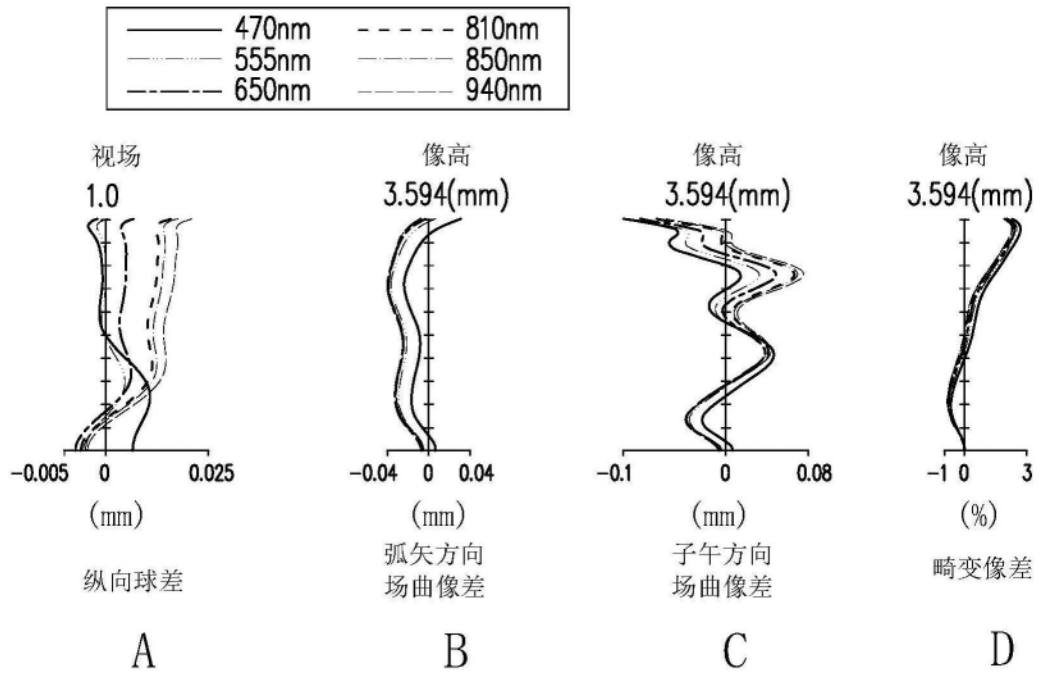 470nm 810nm
555nm 850nm
650nm 940nm
视场 像高 像高 像高
1.0 3.594(mm) 3.594(mm) 3.594(mm)
-0.005 0 0.025 -0.04 0 0.04 -0.1 0 0.08 -1 0 3
(mm) (mm) (mm) (%)
纵向球差
弧矢方向
场曲像差
子午方向
场曲像差
畸变像差
A B C D